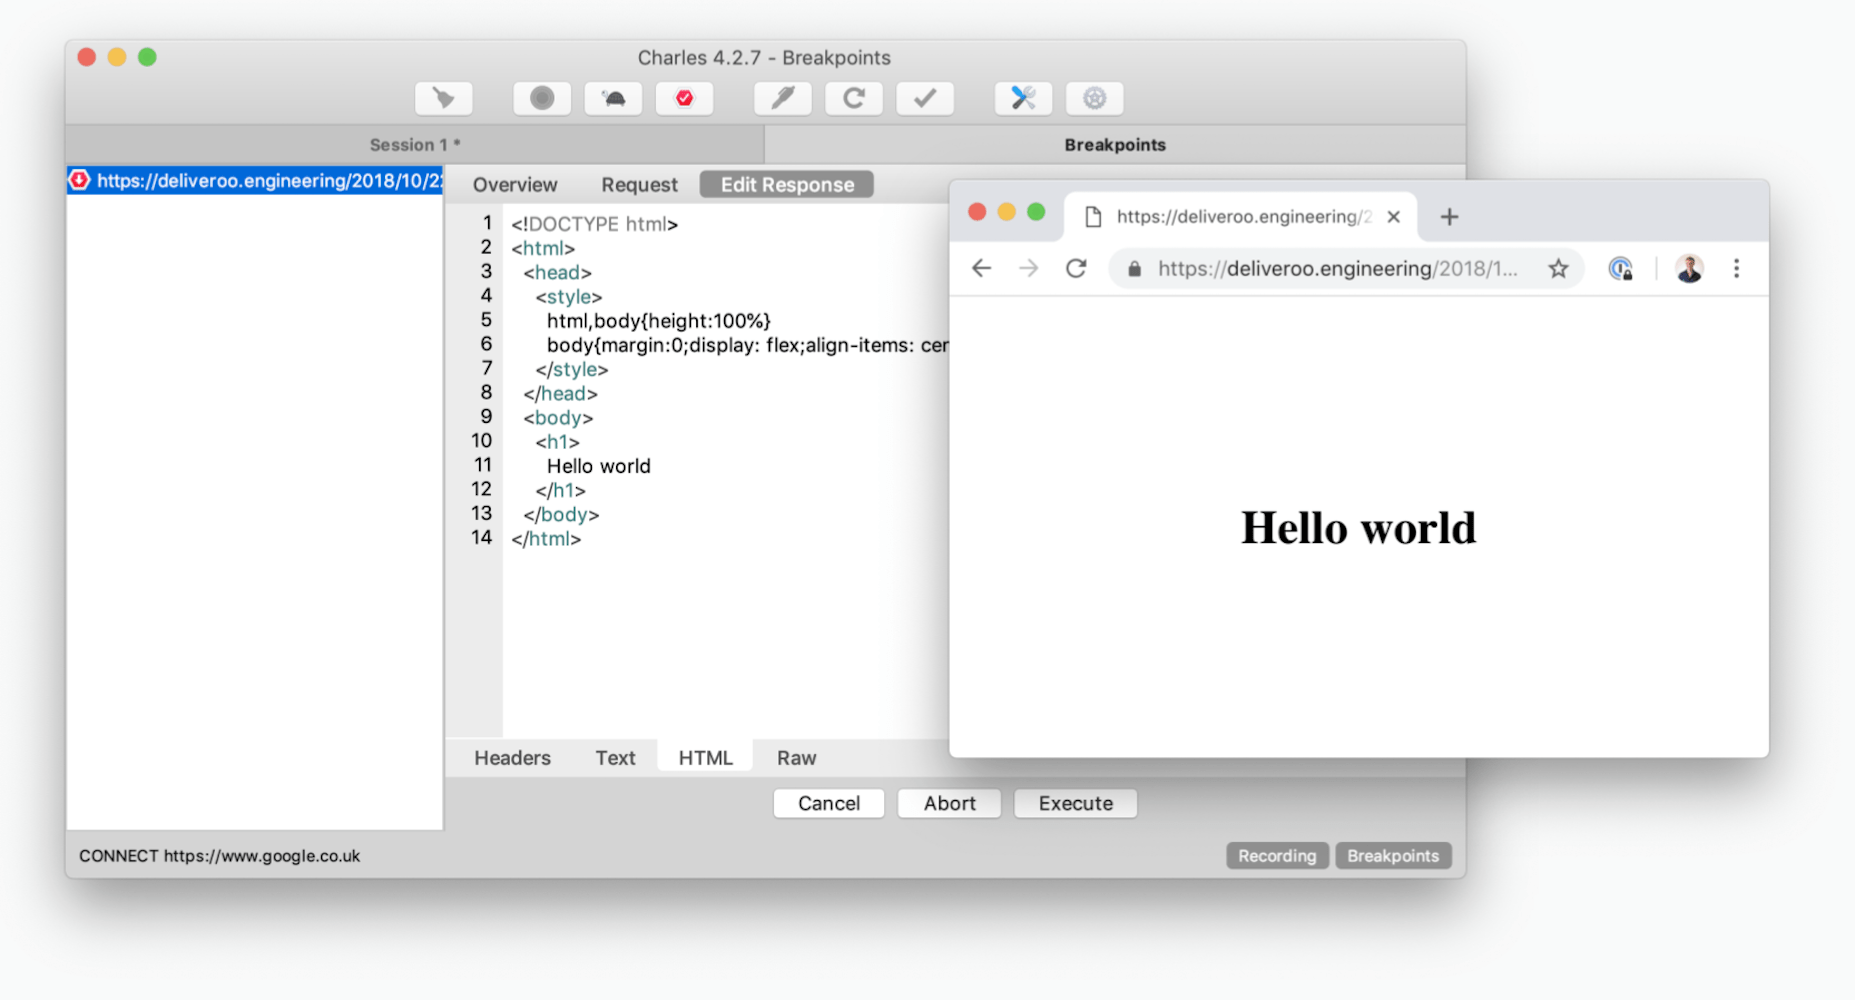 Charles 4.2.7 - Breakpoints
Session 1 *
Breakpoints
https://deliveroo.engineering/2018/10/22
Overview
Request
Edit Response
1 <!DOCTYPE html>
2 <html>
3 <head>
4 <style>
5 html,body{height:100%}
6 body{margin:0;display: flex;align-items: cer
7 </style>
8 </head>
9 <body>
10 <h1>
11 Hello world
12 </h1>
13 </body>
14 </html>
Headers
Text
HTML
Raw
Cancel
Abort
Execute
CONNECT https://www.google.co.uk
Recording
Breakpoints
https://deliveroo.engineering/2
https://deliveroo.engineering/2018/1...
Hello world